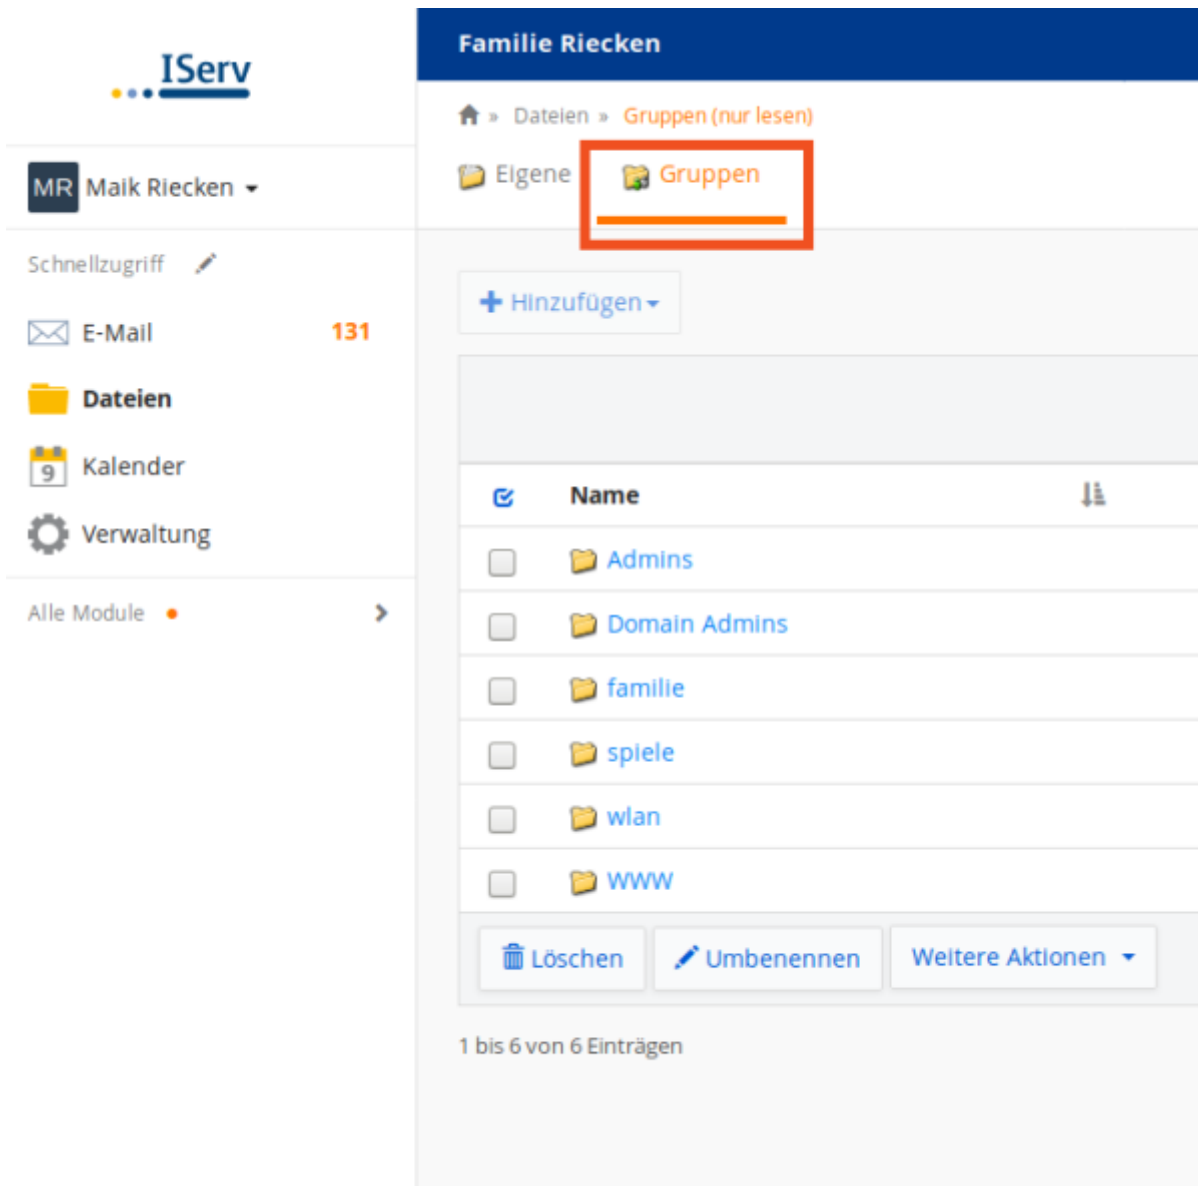 IServ
Familie Riecken
» Dateien » Gruppen (nur lesen)
Eigene Gruppen
MR Maik Riecken
Schnellzugriff
E-Mail 131
Dateien
9 Kalender
Verwaltung
Alle Module
Hinzufügen
Name
Admins
Domain Admins
familie
spiele
wlan
WWW
Löschen Umbenennen Weitere Aktionen
1 bis 6 von 6 Einträgen